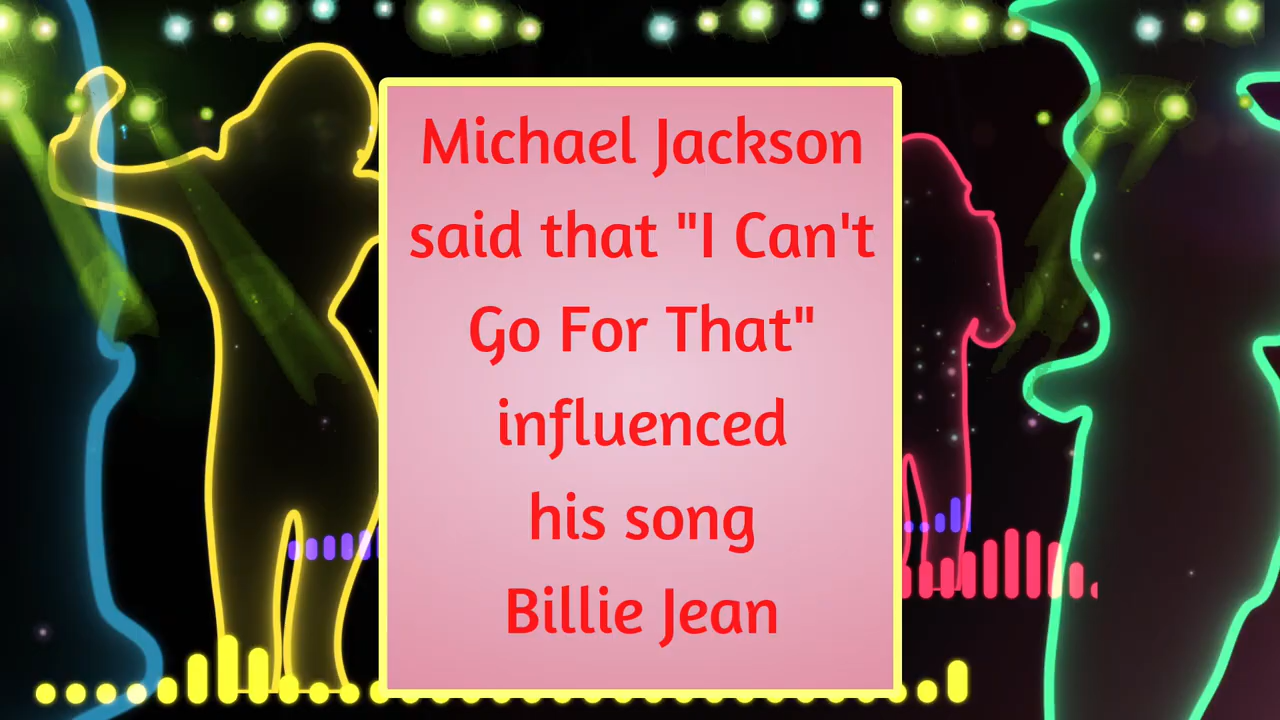 Michael Jackson
said that "I Can't
Go For That"
influenced
his song
Billie Jean